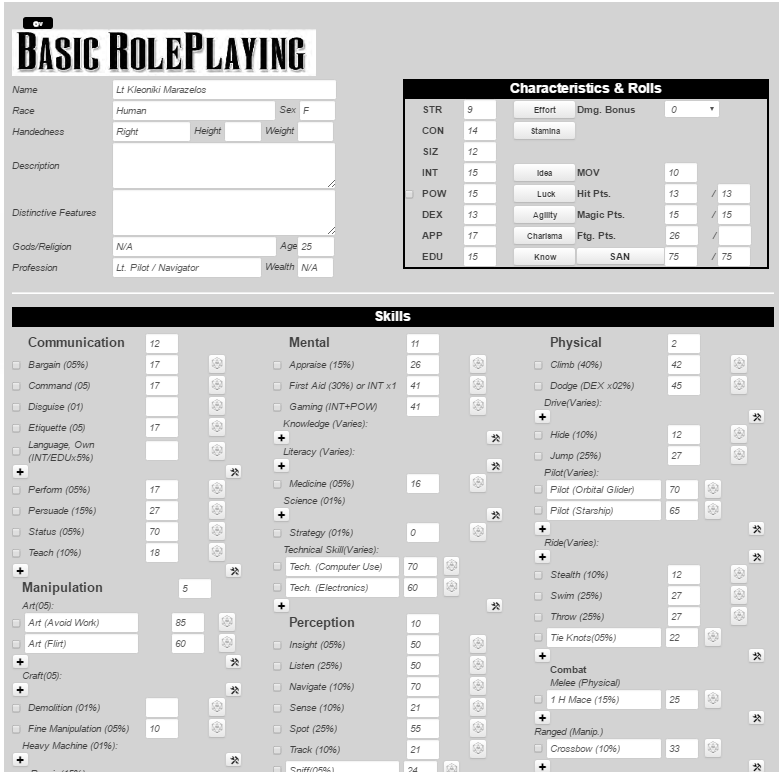 BASIC ROLEPLAYING
Name Lt Kleoniki Marazelos
Race Human Sex F
Handedness Right Height Weight
Description
Distinctive Features
Gods/Religion N/A Age 25
Profession Lt. Pilot / Navigator Wealth N/A
Characteristics & Rolls
STR 9 Effort Dmg. Bonus 0
CON 14 Stamina
SIZ 12
INT 15 Idea MOV 10
POW 15 Luck Hit Pts. 13 / 13
DEX 13 Agility Magic Pts. 15 / 15
APP 17 Charisma Ftg. Pts. 26 /
EDU 15 Know SAN 75 / 75
Skills
Communication 12
Bargain (05%) 17
Command (05) 17
Disguise (01)
Etiquette (05) 17
Language, Own
(INT/EDUx5%)
+
Perform (05%) 17
Persuade (15%) 27
Status (05%) 70
Teach (10%) 18
+
Manipulation 5
Art(05):
Art (Avoid Work) 85
Art (Flirt) 60
+
Craft(05):
+
Demolition (01%)
Fine Manipulation (05%) 10
Heavy Machine (01%):
+
Mental 11
Appraise (15%) 26
First Aid (30%) or INT x1 41
Gaming (INT+POW) 41
Knowledge (Varies):
+
Literacy (Varies):
+
Medicine (05%) 16
Science (01%)
+
Strategy (01%) 0
Technical Skill(Varies):
Tech. (Computer Use) 70
Tech. (Electronics) 60
+
Perception 10
Insight (05%) 50
Listen (25%) 50
Navigate (10%) 70
Sense (10%) 21
Spot (25%) 55
Track (10%) 21
Sniff(05%) 24
Physical 2
Climb (40%) 42
Dodge (DEX x02%) 45
Drive(Varies):
+
Hide (10%) 12
Jump (25%) 27
Pilot(Varies):
Pilot (Orbital Glider) 70
Pilot (Starship) 65
+
Ride(Varies):
+
Stealth (10%) 12
Swim (25%) 27
Throw (25%) 27
Tie Knots(05%) 22
+
Combat
Melee (Physical)
1 H Mace (15%) 25
+
Ranged (Manip.)
Crossbow (10%) 33
+